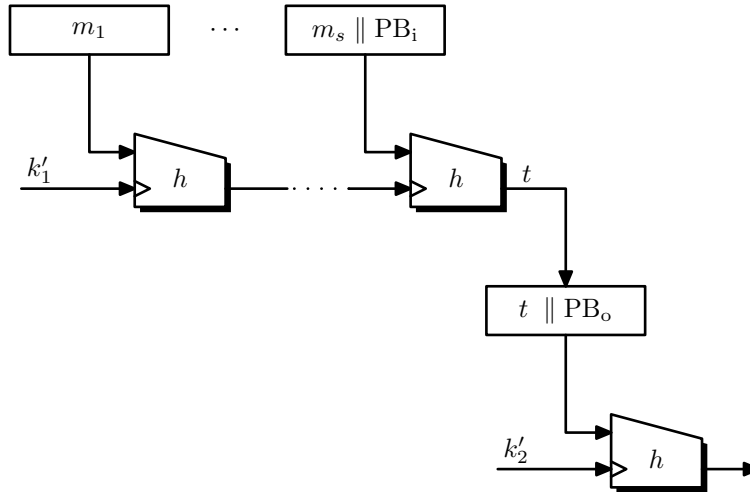 m₁ ··· mₛ ∥ PBᵢ
k′₁
h ····· h t
t ∥ PBₒ
k′₂
h